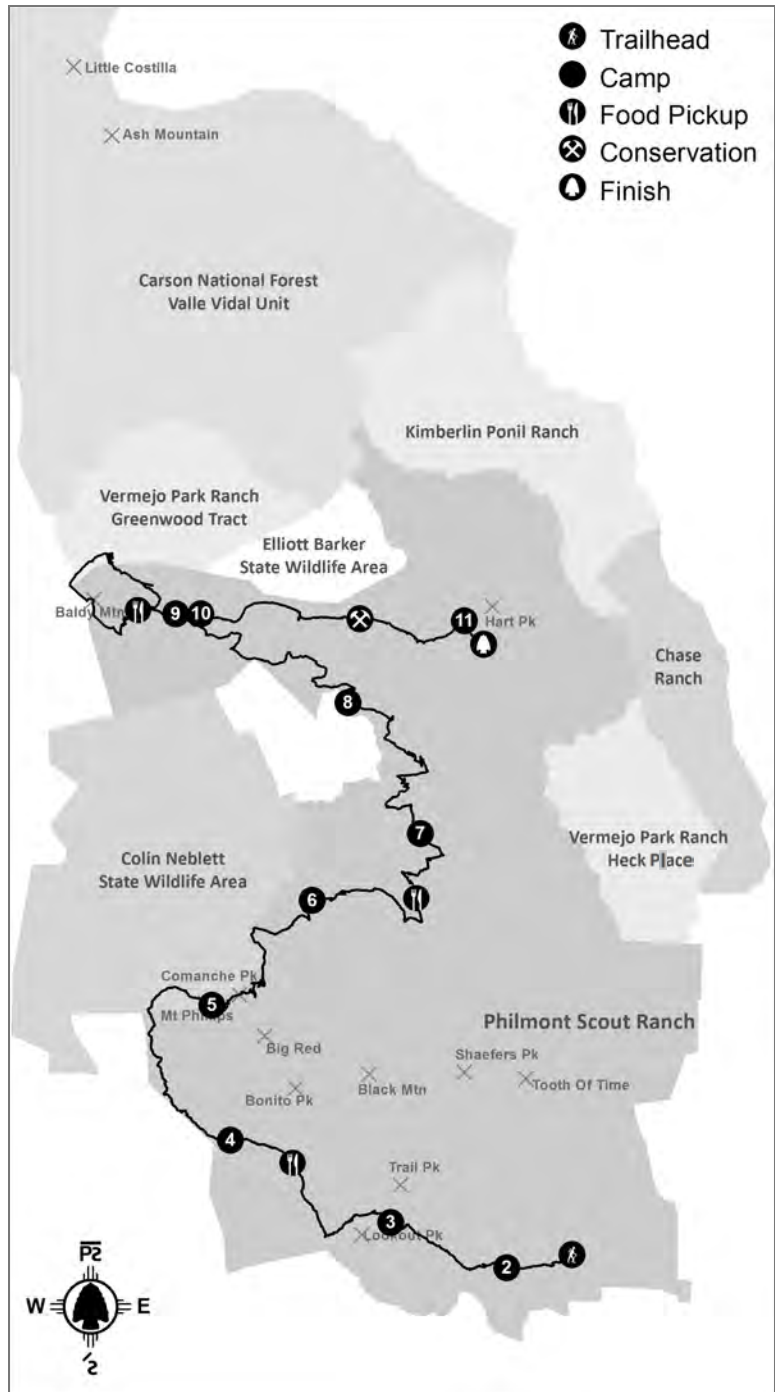 Trailhead
Camp
Food Pickup
Conservation
Finish
Little Costilla
Ash Mountain
Carson National Forest
Valle Vidal Unit
Kimberlin Ponil Ranch
Vermejo Park Ranch
Greenwood Tract
Elliott Barker
State Wildlife Area
Baldy Mtn
9
10
11
Hart Pk
Chase
Ranch
8
7
Vermejo Park Ranch
Heck Place
Colin Neblett
State Wildlife Area
6
Comanche Pk
5
Mt Phillips
Philmont Scout Ranch
Big Red
Shaefers Pk
Black Mtn
Tooth Of Time
Bonito Pk
4
Trail Pk
3
Lookout Pk
2
W
E